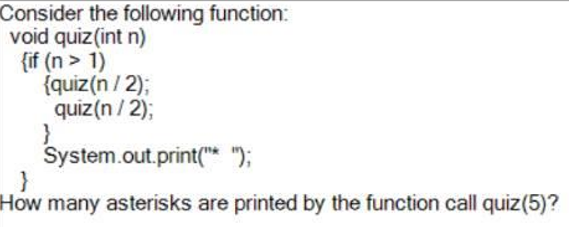 Consider the following function:
void quiz(int n)
{if (n > 1)
{quiz(n / 2);
quiz(n / 2);
}
System.out.print("*  ");
}
How many asterisks are printed by the function call quiz(5)?